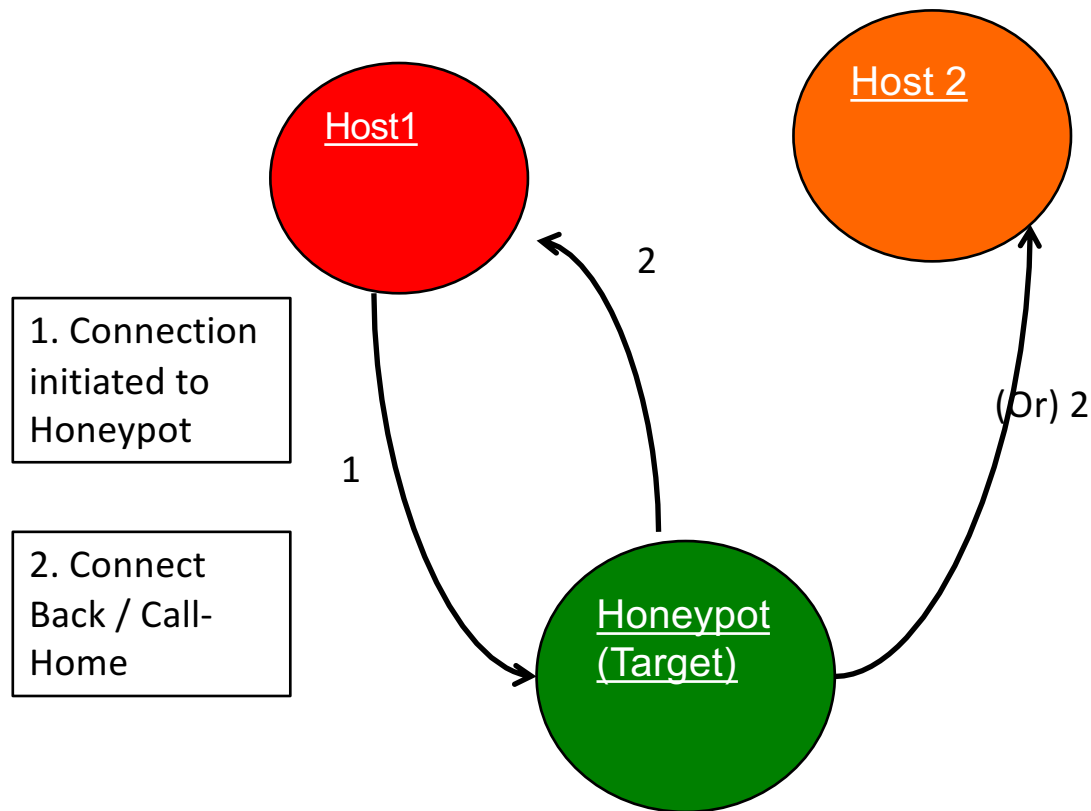 Host1
Host 2
2
1. Connection
initiated to
Honeypot
(Or) 2
1
2. Connect
Back / Call-
Home
Honeypot
(Target)